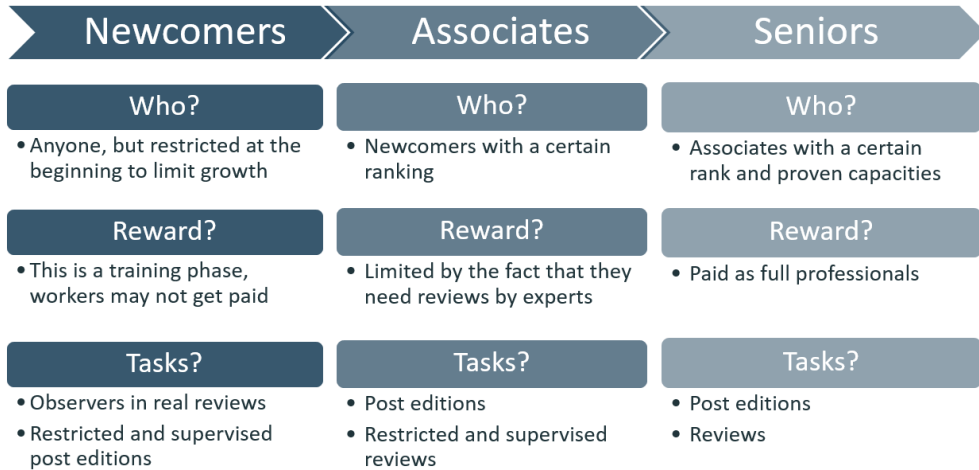 Newcomers
Associates
Seniors
Who?
• Anyone, but restricted at the
beginning to limit growth
Reward?
• This is a training phase,
workers may not get paid
Tasks?
• Observers in real reviews
• Restricted and supervised
post editions
Who?
• Newcomers with a certain
ranking
Reward?
• Limited by the fact that they
need reviews by experts
Tasks?
• Post editions
• Restricted and supervised
reviews
Who?
• Associates with a certain
rank and proven capacities
Reward?
• Paid as full professionals
Tasks?
• Post editions
• Reviews